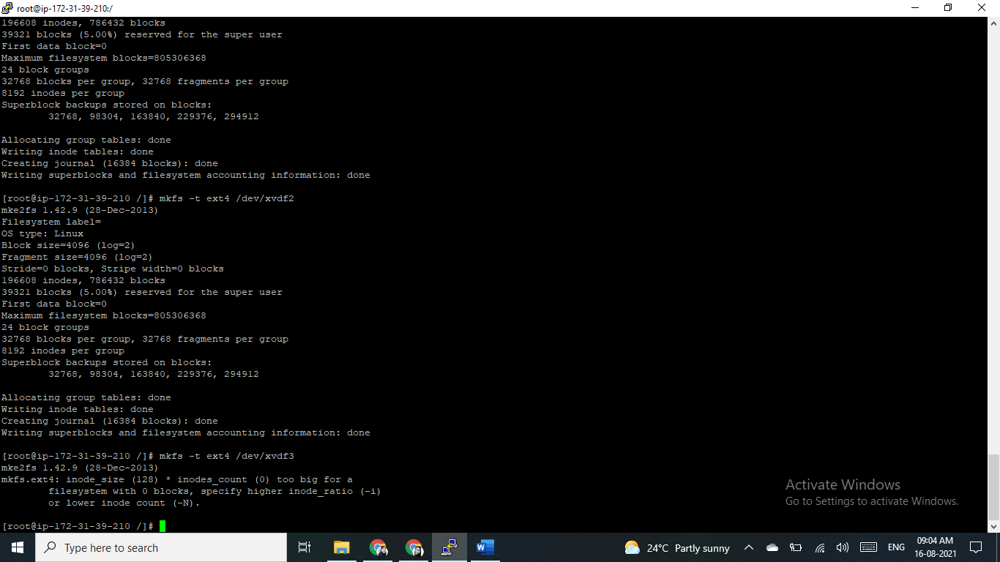 root@ip-172-31-39-210:/
196608 inodes, 786432 blocks
39321 blocks (5.00%) reserved for the super user
First data block=0
Maximum filesystem blocks=805306368
24 block groups
32768 blocks per group, 32768 fragments per group
8192 inodes per group
Superblock backups stored on blocks:
32768, 98304, 163840, 229376, 294912
Allocating group tables: done
Writing inode tables: done
Creating journal (16384 blocks): done
Writing superblocks and filesystem accounting information: done
[root@ip-172-31-39-210 /]# mkfs -t ext4 /dev/xvdf2
mke2fs 1.42.9 (28-Dec-2013)
Filesystem label=
OS type: Linux
Block size=4096 (log=2)
Fragment size=4096 (log=2)
Stride=0 blocks, Stripe width=0 blocks
196608 inodes, 786432 blocks
39321 blocks (5.00%) reserved for the super user
First data block=0
Maximum filesystem blocks=805306368
24 block groups
32768 blocks per group, 32768 fragments per group
8192 inodes per group
Superblock backups stored on blocks:
32768, 98304, 163840, 229376, 294912
Allocating group tables: done
Writing inode tables: done
Creating journal (16384 blocks): done
Writing superblocks and filesystem accounting information: done
[root@ip-172-31-39-210 /]# mkfs -t ext4 /dev/xvdf3
mke2fs 1.42.9 (28-Dec-2013)
mkfs.ext4: inode_size (128) * inodes_count (0) too big for a
filesystem with 0 blocks, specify higher inode_ratio (-i)
or lower inode count (-N).
[root@ip-172-31-39-210 /]#
Activate Windows
Go to Settings to activate Windows.
Type here to search
24°C Partly sunny
ENG
09:04 AM
16-08-2021